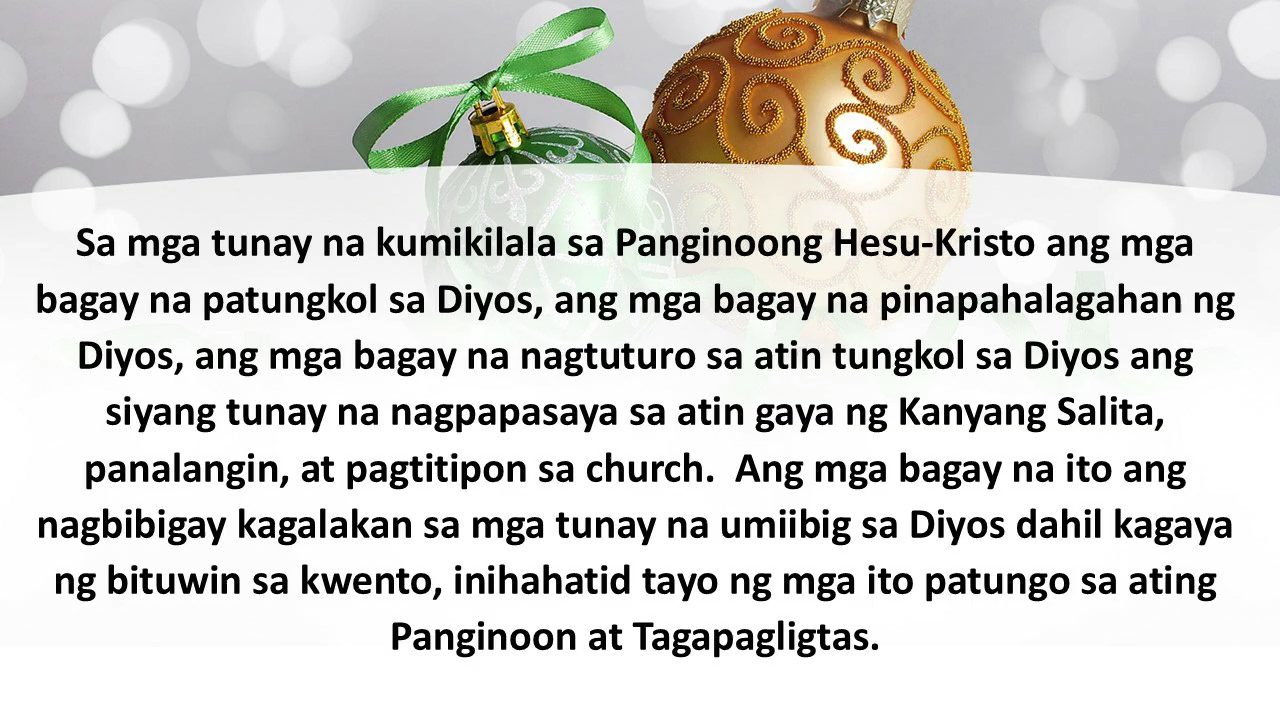 Sa mga tunay na kumikilala sa Panginoong Hesu-Kristo ang mga
bagay na patungkol sa Diyos, ang mga bagay na pinapahalagahan ng
Diyos, ang mga bagay na nagtuturo sa atin tungkol sa Diyos ang
siyang tunay na nagpapasaya sa atin gaya ng Kanyang Salita,
panalangin, at pagtitipon sa church.  Ang mga bagay na ito ang
nagbibigay kagalakan sa mga tunay na umiibig sa Diyos dahil kagaya
ng bituwin sa kwento, inihahatid tayo ng mga ito patungo sa ating
Panginoon at Tagapagligtas.